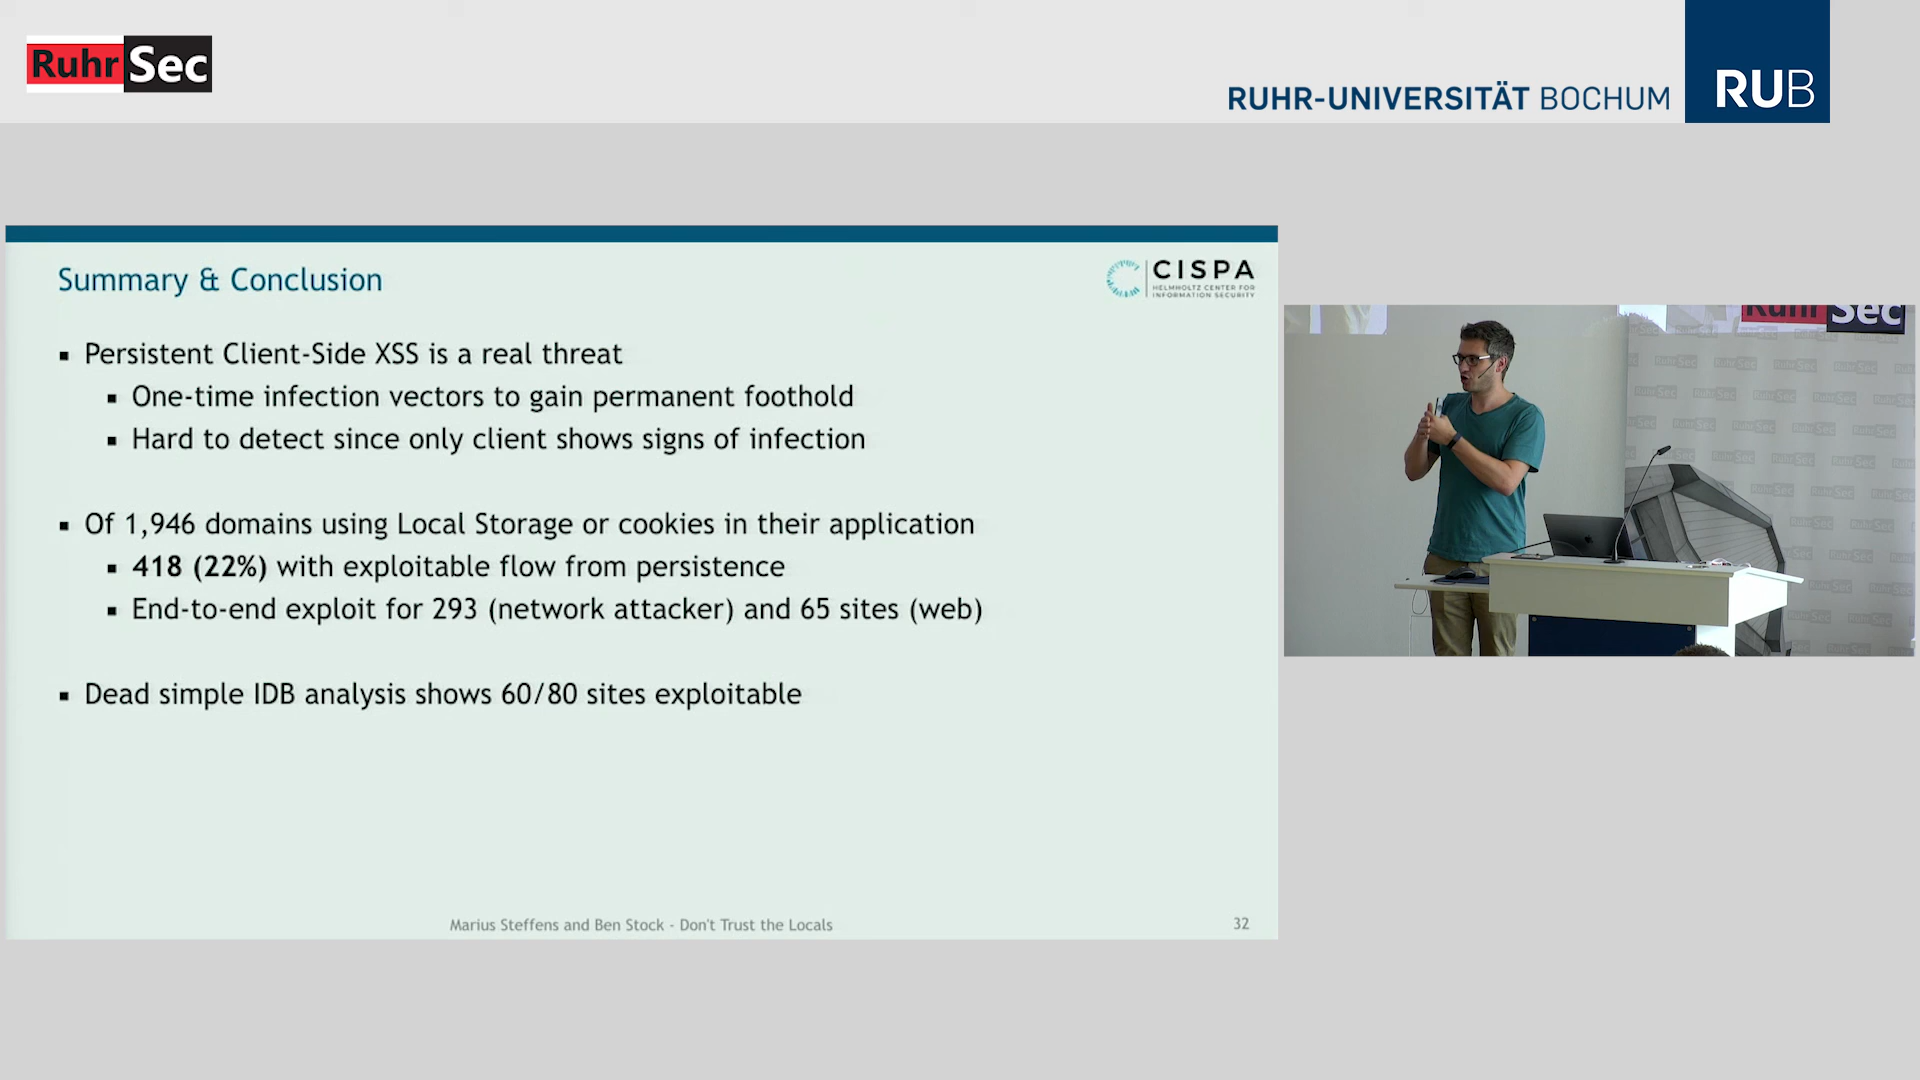 RuhrSec
RUHR-UNIVERSITÄT BOCHUM
RUB
Summary & Conclusion
CISPA
HELMHOLTZ CENTER FOR
INFORMATION SECURITY
▪ Persistent Client-Side XSS is a real threat
▪ One-time infection vectors to gain permanent foothold
▪ Hard to detect since only client shows signs of infection
▪ Of 1,946 domains using Local Storage or cookies in their application
▪ 418 (22%) with exploitable flow from persistence
▪ End-to-end exploit for 293 (network attacker) and 65 sites (web)
▪ Dead simple IDB analysis shows 60/80 sites exploitable
Marius Steffens and Ben Stock - Don't Trust the Locals
32
RuhrSec